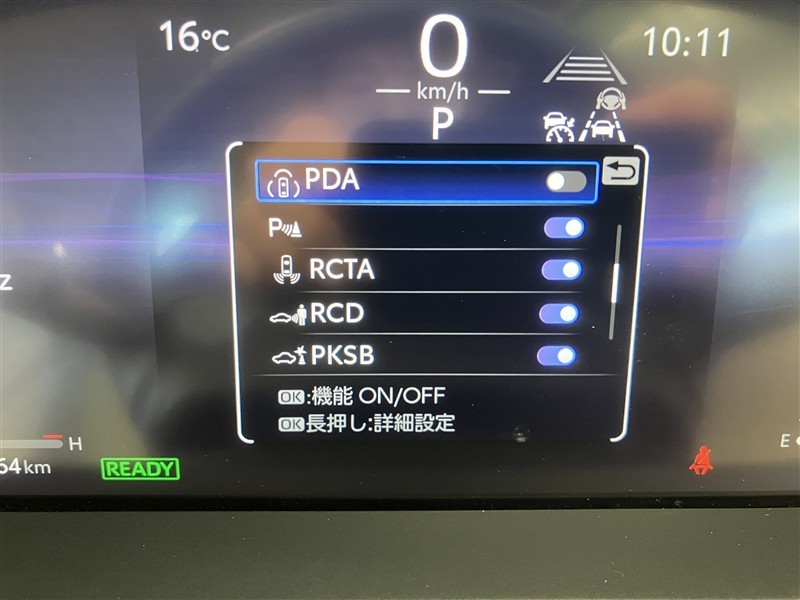 16℃
0
10:11
km/h
P
PDA
P
RCTA
RCD
PKSB
OK:機能 ON/OFF
OK長押し:詳細設定
z
H
64km
READY
E